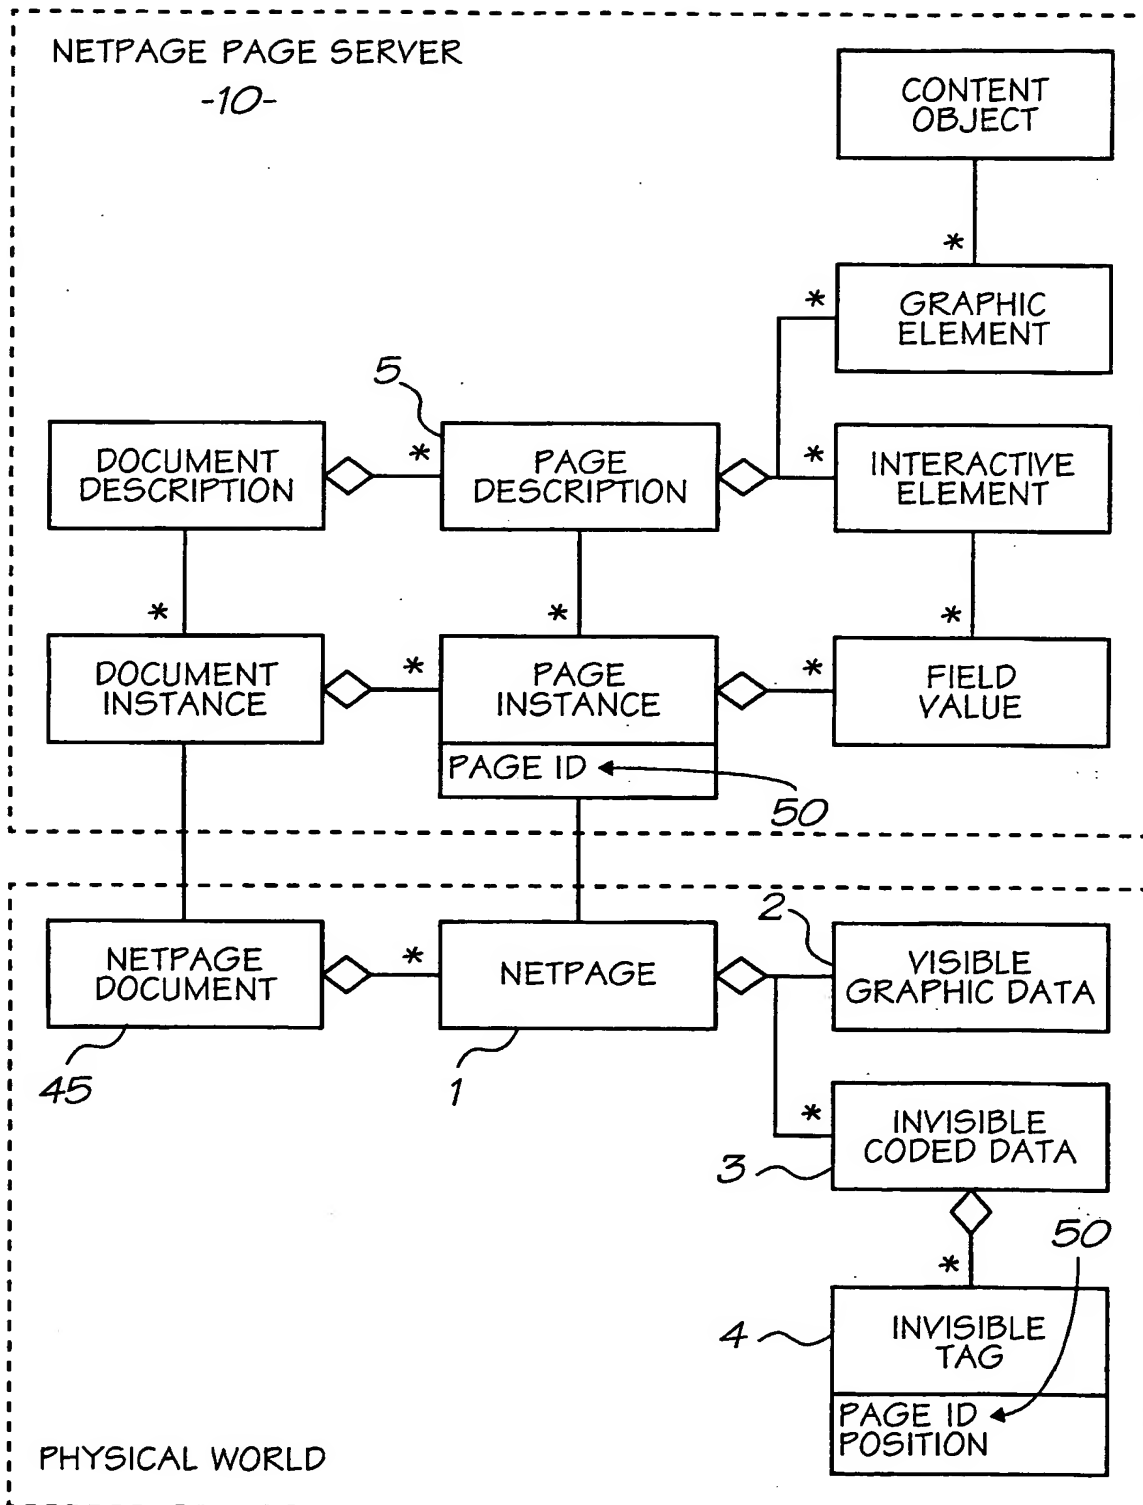 NETPAGE PAGE SERVER
-10-
CONTENT
OBJECT
*
*
GRAPHIC
ELEMENT
5
DOCUMENT
DESCRIPTION
*
PAGE
DESCRIPTION
*
INTERACTIVE
ELEMENT
*
*
*
DOCUMENT
INSTANCE
*
PAGE
INSTANCE
*
FIELD
VALUE
PAGE ID
50
NETPAGE
DOCUMENT
*
NETPAGE
2
VISIBLE
GRAPHIC DATA
45
1
*
INVISIBLE
CODED DATA
3
50
*
4
INVISIBLE
TAG
PAGE ID
POSITION
PHYSICAL WORLD